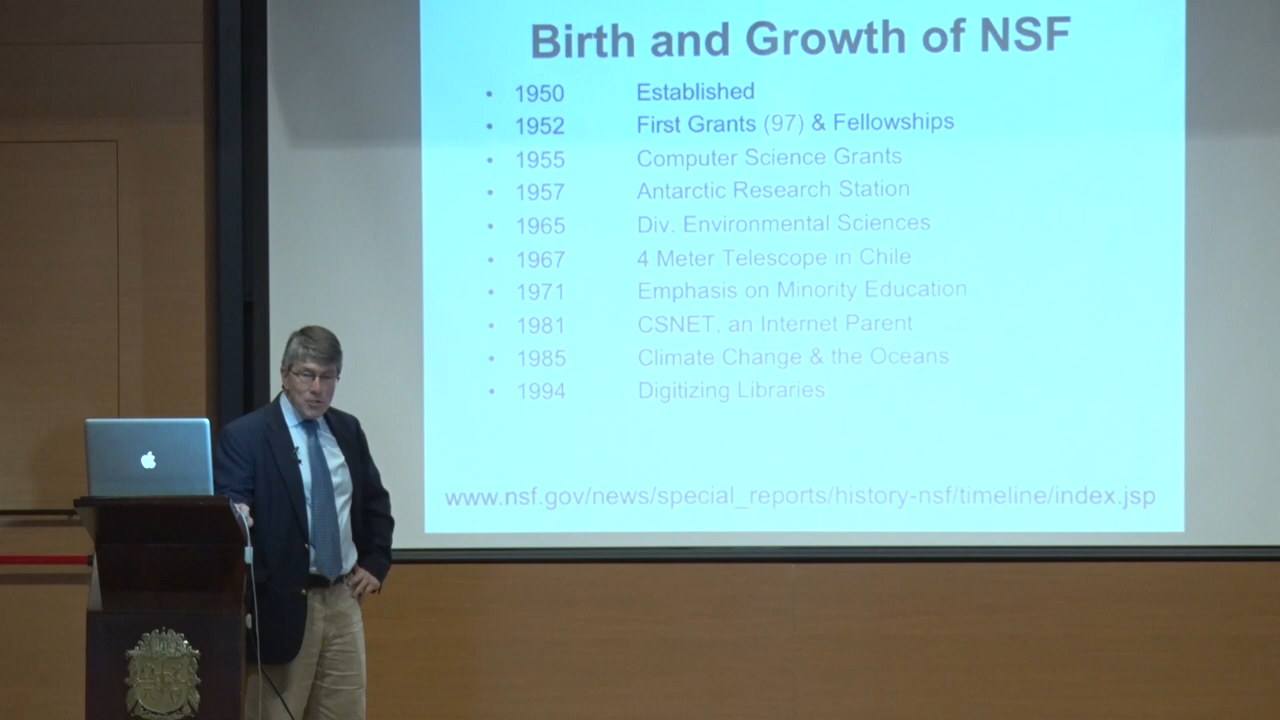 Birth and Growth of NSF
• 1950 Established
• 1952 First Grants (97) & Fellowships
• 1955 Computer Science Grants
• 1957 Antarctic Research Station
• 1965 Div. Environmental Sciences
• 1967 4 Meter Telescope in Chile
• 1971 Emphasis on Minority Education
• 1981 CSNET, an Internet Parent
• 1985 Climate Change & the Oceans
• 1994 Digitizing Libraries
www.nsf.gov/news/special_reports/history-nsf/timeline/index.jsp